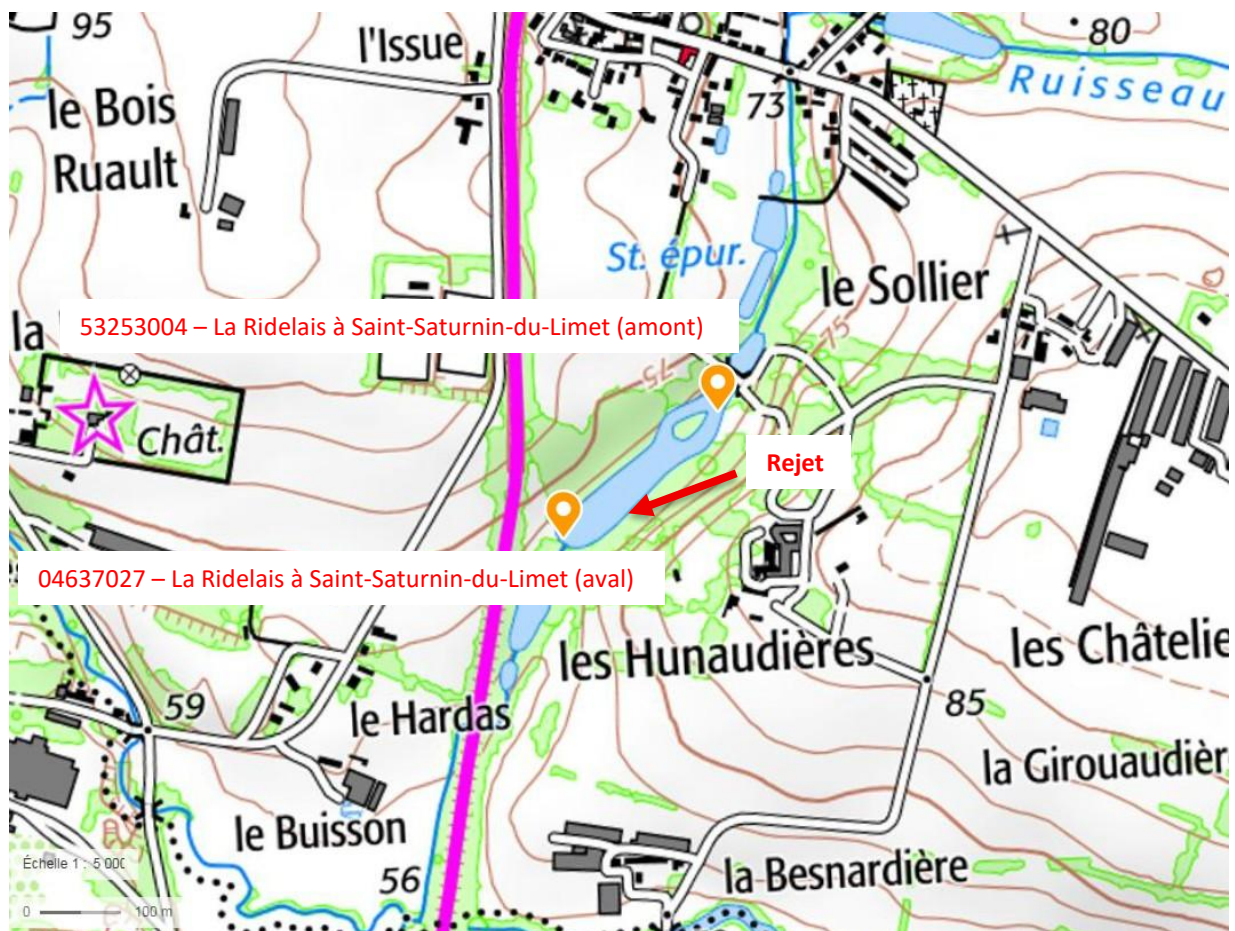 95
l'Issue
80
le Bois
Ruault
73
Ruisseau
St. épur.
le Sollier
53253004 – La Ridelais à Saint-Saturnin-du-Limet (amont)
la
75
75
Chât.
Rejet
04637027 – La Ridelais à Saint-Saturnin-du-Limet (aval)
les Hunaudières
les Châtelie
59
le Hardas
85
la Girouaudièr
le Buisson
Échelle 1 : 5 000
56
la Besnardière
0
100 m